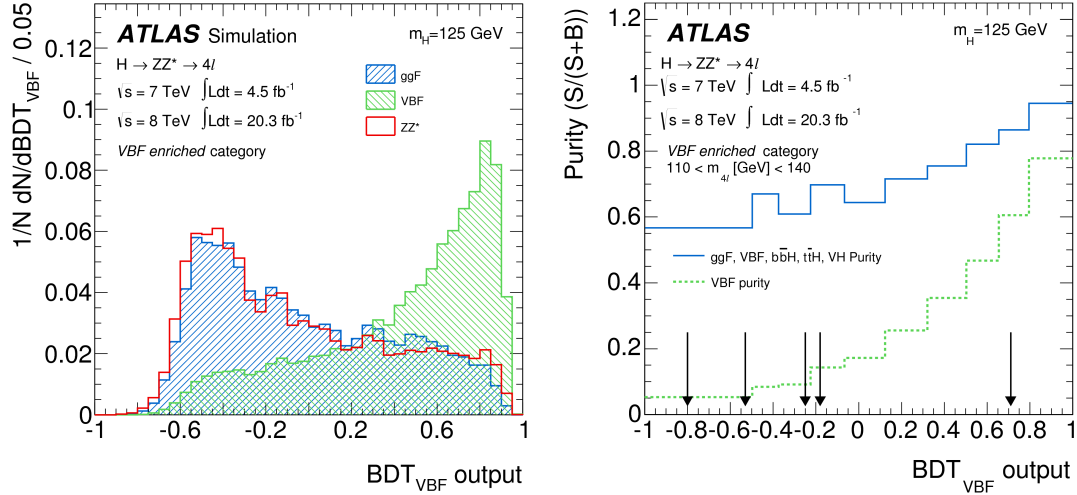 ATLAS Simulation
m_H=125 GeV
H → ZZ* → 4l
√s = 7 TeV ∫Ldt = 4.5 fb⁻¹
√s = 8 TeV ∫Ldt = 20.3 fb⁻¹
VBF enriched category
ggF
VBF
ZZ*
1/N dN/dBDT_VBF / 0.05
0.12
0.1
0.08
0.06
0.04
0.02
0
-1 -0.6 -0.2 0.2 0.6 1
BDT_VBF output
ATLAS
m_H=125 GeV
H → ZZ* → 4l
√s = 7 TeV ∫ Ldt = 4.5 fb⁻¹
√s = 8 TeV ∫ Ldt = 20.3 fb⁻¹
VBF enriched category
110 < m_4l [GeV] < 140
ggF, VBF, bb̄H, tt̄H, VH Purity
VBF purity
Purity (S/(S+B))
1.2
1
0.8
0.6
0.4
0.2
0
-1 -0.8 -0.6 -0.4 -0.2 0 0.2 0.4 0.6 0.8 1
BDT_VBF output